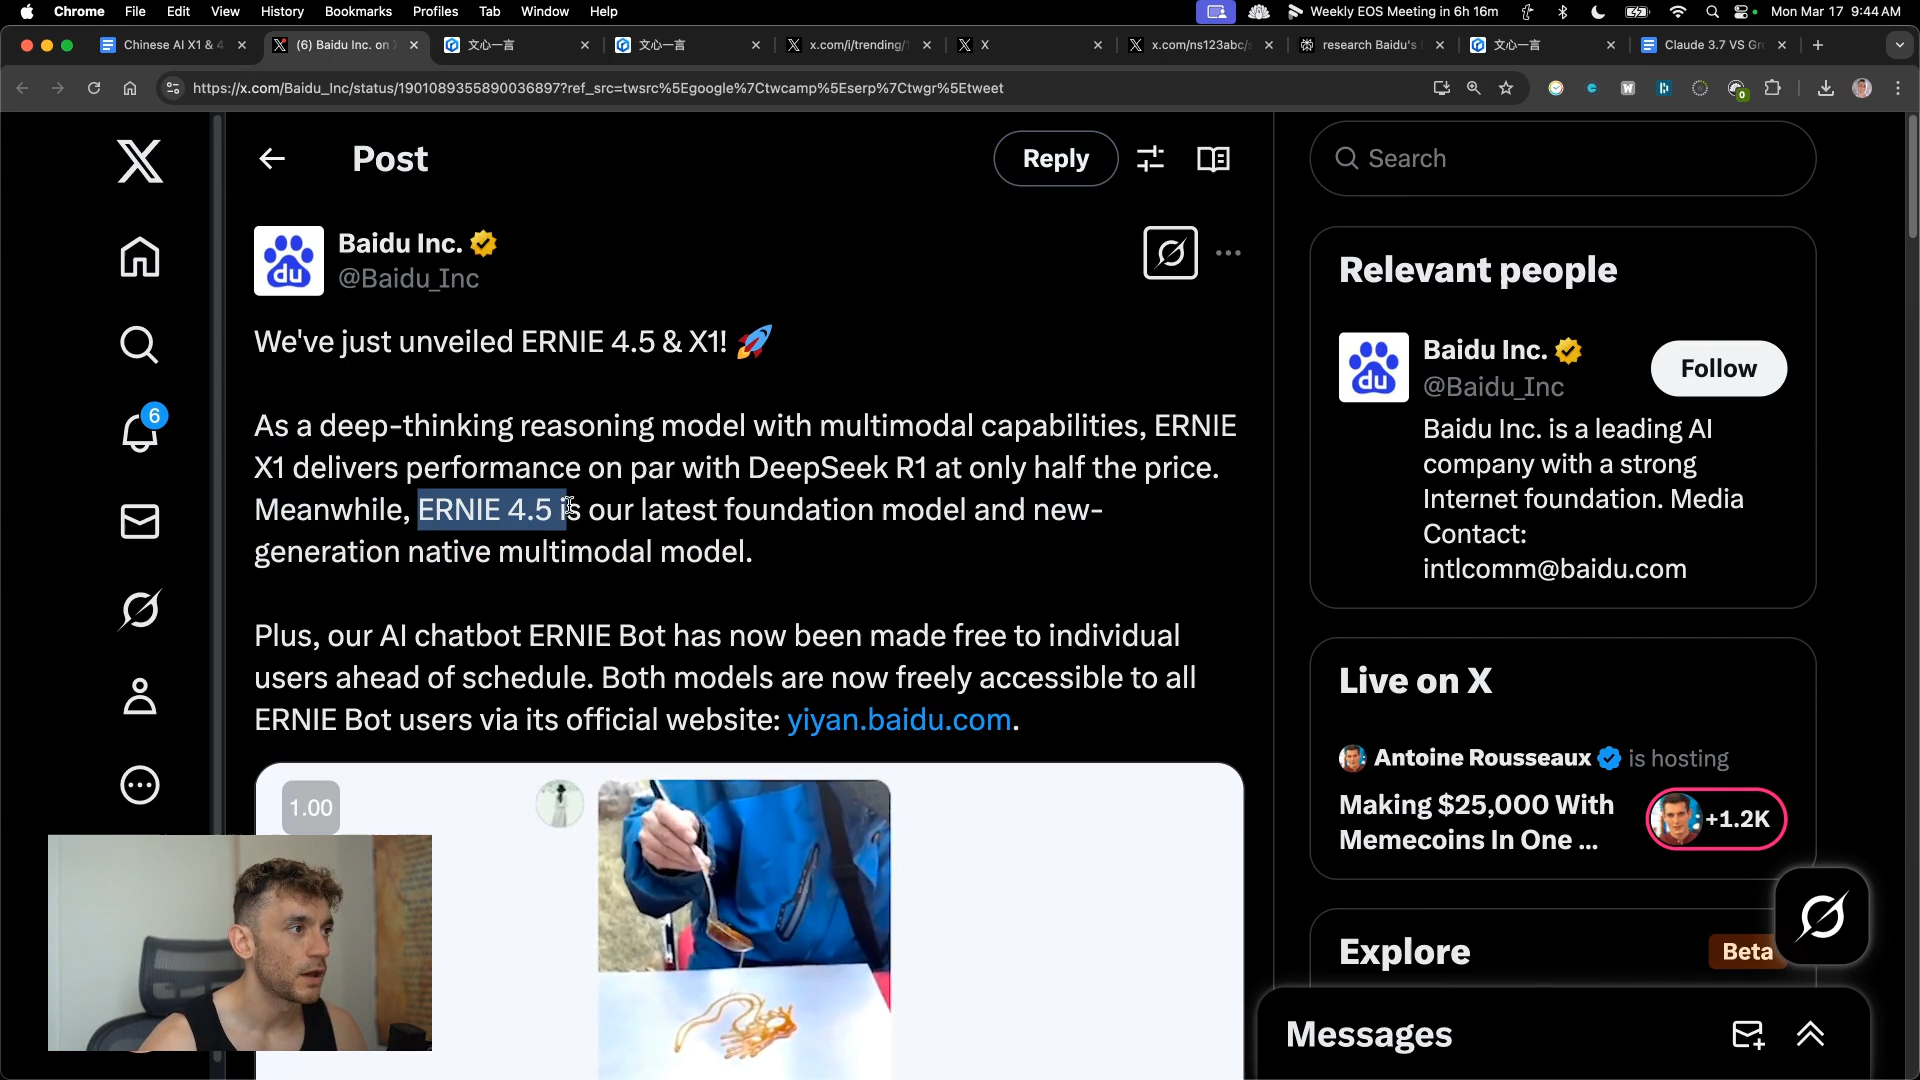 Chrome File Edit View History Bookmarks Profiles Tab Window Help Weekly EOS Meeting in 6h 16m Mon Mar 17 9:44 AM
Chinese AI X1 & 4 (6) Baidu Inc. on X 文心一言 文心一言 x.com/i/trending/1 X x.com/ns123abc/s research Baidu's 文心一言 Claude 3.7 VS Gr
https://x.com/Baidu_Inc/status/1901089355890036897?ref_src=twsrc%5Egoogle%7Ctwcamp%5Eserp%7Ctwgr%5Etweet
0
Post
Reply
Baidu Inc.
@Baidu_Inc
du
We've just unveiled ERNIE 4.5 & X1! 🚀
As a deep-thinking reasoning model with multimodal capabilities, ERNIE
X1 delivers performance on par with DeepSeek R1 at only half the price.
Meanwhile, ERNIE 4.5 is our latest foundation model and new-
generation native multimodal model.
Plus, our AI chatbot ERNIE Bot has now been made free to individual
users ahead of schedule. Both models are now freely accessible to all
ERNIE Bot users via its official website: yiyan.baidu.com.
1.00
6
Search
Relevant people
du
Baidu Inc.
@Baidu_Inc
Follow
Baidu Inc. is a leading AI
company with a strong
Internet foundation. Media
Contact:
intlcomm@baidu.com
Live on X
Antoine Rousseaux is hosting
Making $25,000 With
Memecoins In One ...
+1.2K
Explore
Beta
Messages